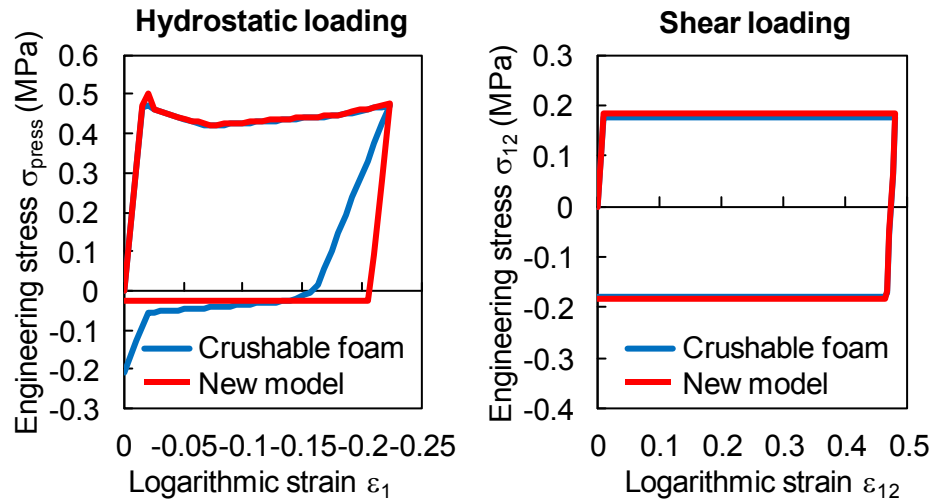 Hydrostatic loading
Engineering stress σpress (MPa)
0.6
0.5
0.4
0.3
0.2
0.1
0
-0.1
-0.2
-0.3
Crushable foam
New model
0 -0.05 -0.1 -0.15 -0.2 -0.25
Logarithmic strain ε1
Shear loading
Engineering stress σ12 (MPa)
0.3
0.2
0.1
0
-0.1
-0.2
-0.3
-0.4
0 0.1 0.2 0.3 0.4 0.5
Crushable foam
New model
Logarithmic strain ε12